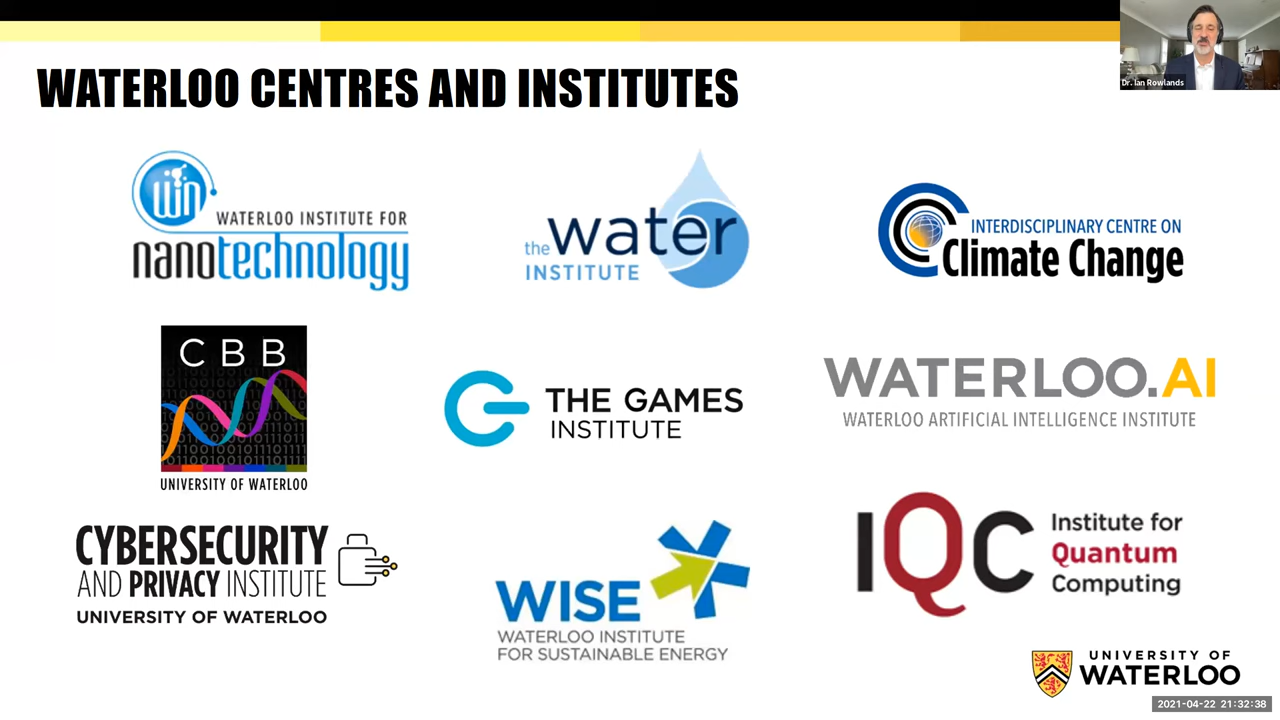 Dr. Ian Rowlands
WATERLOO CENTRES AND INSTITUTES
WIN
WATERLOO INSTITUTE FOR
nanotechnology
the water
INSTITUTE
INTERDISCIPLINARY CENTRE ON
Climate Change
CBB
UNIVERSITY OF WATERLOO
THE GAMES
INSTITUTE
WATERLOO.AI
WATERLOO ARTIFICIAL INTELLIGENCE INSTITUTE
CYBERSECURITY
AND PRIVACY INSTITUTE
UNIVERSITY OF WATERLOO
WISE
WATERLOO INSTITUTE
FOR SUSTAINABLE ENERGY
IQC
Institute for
Quantum
Computing
UNIVERSITY OF
WATERLOO
2021-04-22 21:32:38